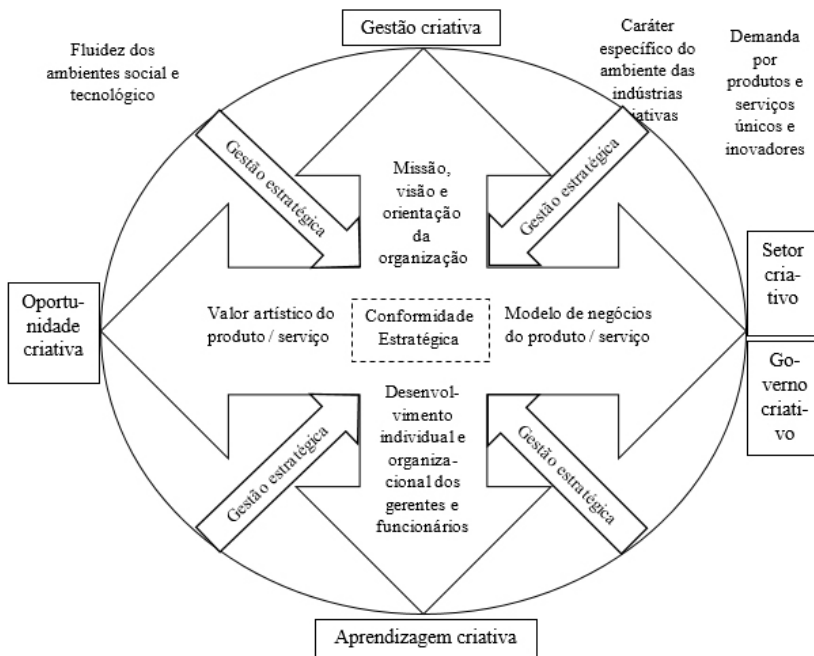 Gestão criativa
Fluidez dos
ambientes social e
tecnológico
Caráter
específico do
ambiente das
indústrias
criativas
Demanda
por
produtos e
serviços
únicos e
inovadores
Gestão estratégica
Gestão estratégica
Missão,
visão e
orientação
da
organização
Oportu-
nidade
criativa
Valor artístico do
produto / serviço
Conformidade
Estratégica
Modelo de negócios
do produto / serviço
Setor
criativo
Go-
verno
criati-
vo
Desenvol-
vimento
individual e
organiza-
cional dos
gerentes e
funcionários
Gestão estratégica
Gestão estratégica
Aprendizagem criativa